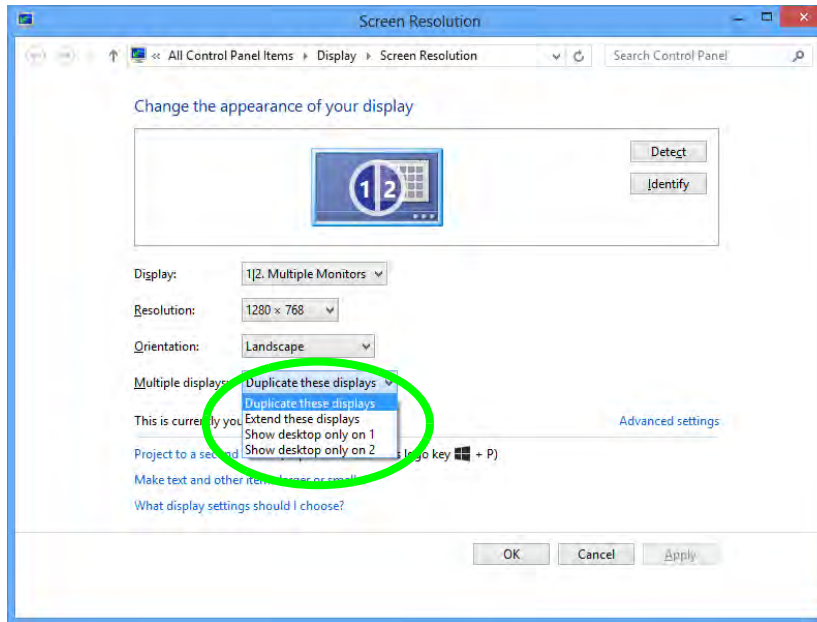 Screen Resolution
« All Control Panel Items Display Screen Resolution
Search Control Panel
Change the appearance of your display
1 2
Detect
Identify
Display: 1|2. Multiple Monitors
Resolution: 1280 × 768
Orientation: Landscape
Multiple displays: Duplicate these displays
Duplicate these displays
Extend these displays
Show desktop only on 1
Show desktop only on 2
This is currently
Advanced settings
Project to a second
key + P)
Make text and other items larger or smaller
What display settings should I choose?
OK Cancel Apply